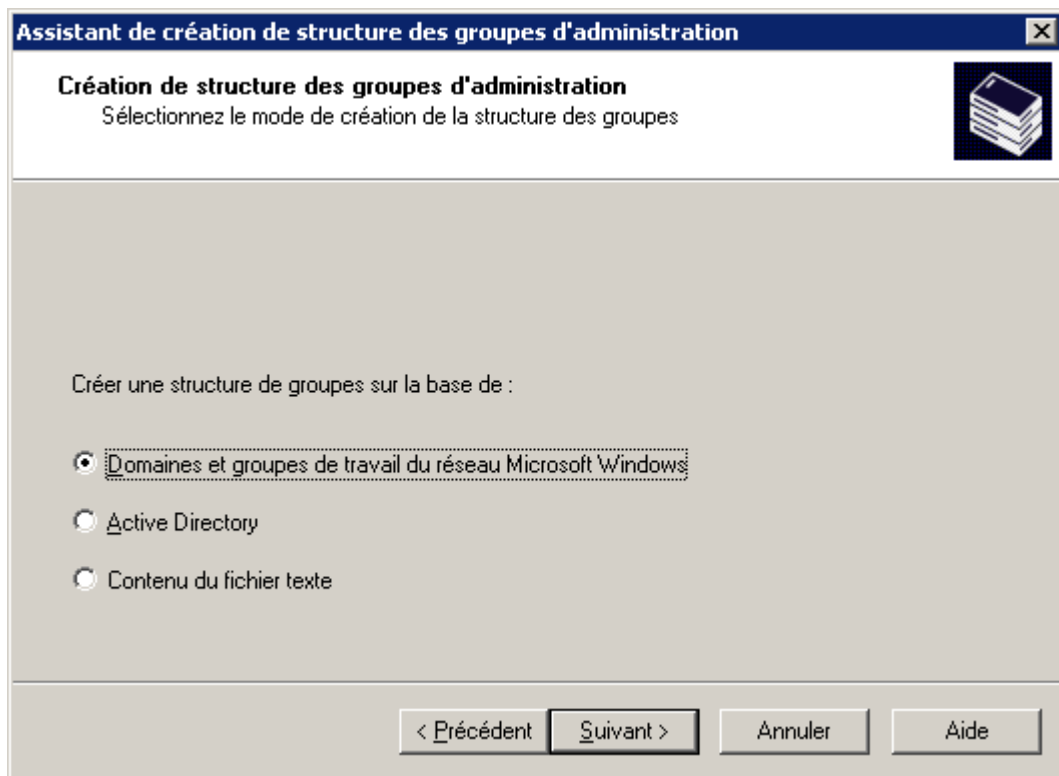 Assistant de création de structure des groupes d'administration
Création de structure des groupes d'administration
Sélectionnez le mode de création de la structure des groupes
Créer une structure de groupes sur la base de :
Domaines et groupes de travail du réseau Microsoft Windows
Active Directory
Contenu du fichier texte
< Précédent Suivant > Annuler Aide